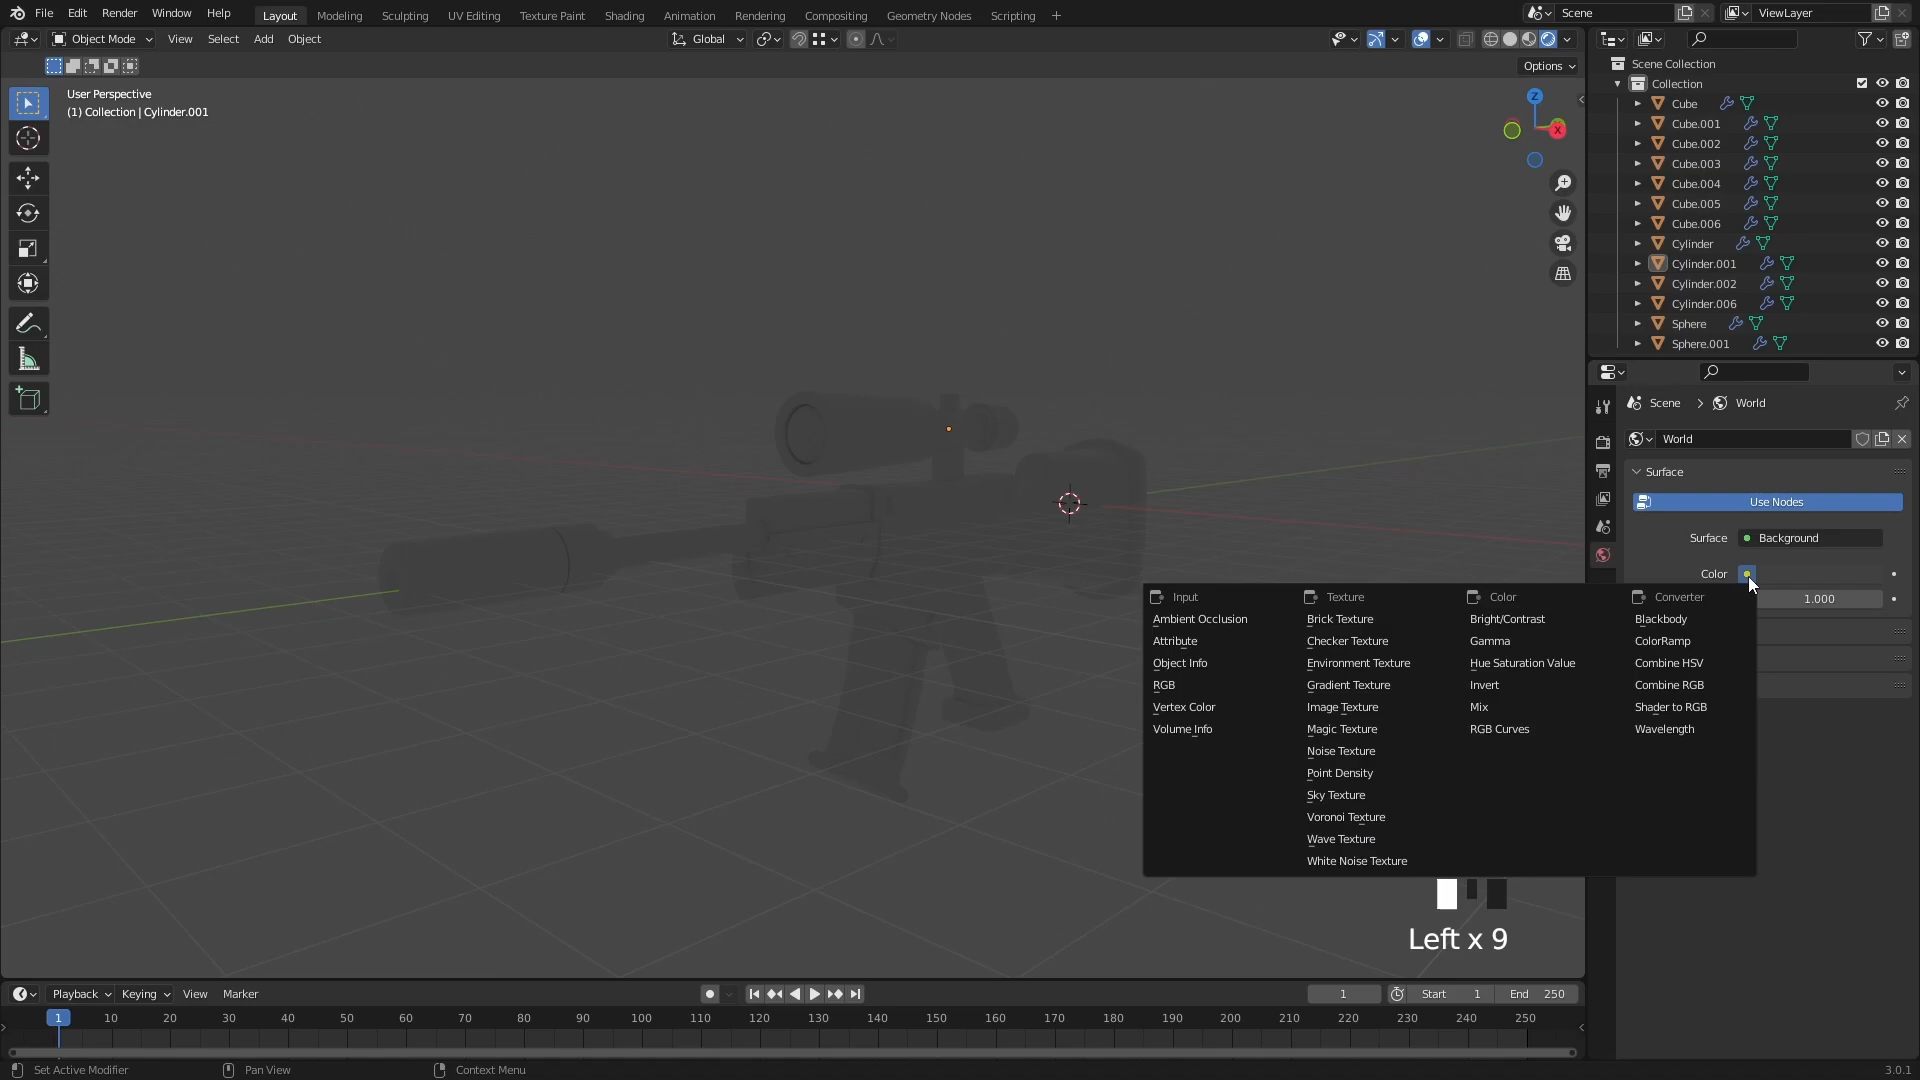 File Edit Render Window Help Layout Modeling Sculpting UV Editing Texture Paint Shading Animation Rendering Compositing Geometry Nodes Scripting + Scene ViewLayer
Object Mode View Select Add Object Global
Options
User Perspective
(1) Collection | Cylinder.001
Z
X
Scene Collection
Collection
Cube
Cube.001
Cube.002
Cube.003
Cube.004
Cube.005
Cube.006
Cylinder
Cylinder.001
Cylinder.002
Cylinder.006
Sphere
Sphere.001
Scene > World
World
Surface
Use Nodes
Surface Background
Color
1.000
Input Texture Color Converter
Ambient Occlusion Brick Texture Bright/Contrast Blackbody
Attribute Checker Texture Gamma ColorRamp
Object Info Environment Texture Hue Saturation Value Combine HSV
RGB Gradient Texture Invert Combine RGB
Vertex Color Image Texture Mix Shader to RGB
Volume Info Magic Texture RGB Curves Wavelength
Noise Texture
Point Density
Sky Texture
Voronoi Texture
Wave Texture
White Noise Texture
Left x 9
Playback Keying View Marker 1 Start 1 End 250
1 10 20 30 40 50 60 70 80 90 100 110 120 130 140 150 160 170 180 190 200 210 220 230 240 250
Set Active Modifier Pan View Context Menu 3.0.1